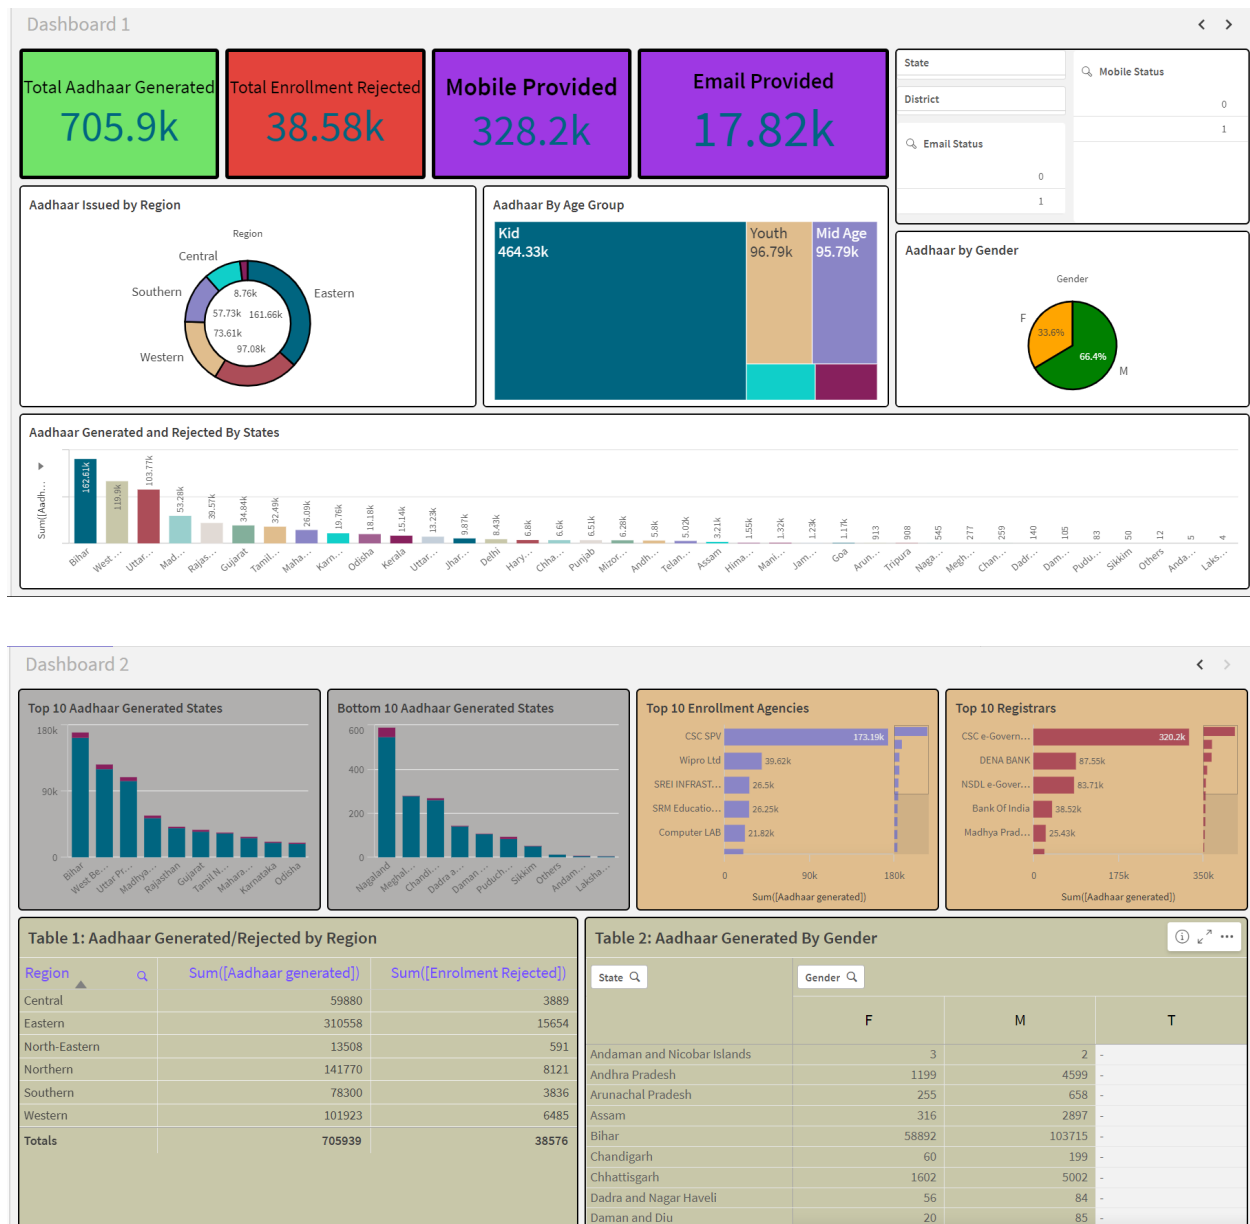 Dashboard 1
Total Aadhaar Generated
705.9k
Total Enrollment Rejected
38.58k
Mobile Provided
328.2k
Email Provided
17.82k
State
District
Email Status
0
1
Mobile Status
0
1
Aadhaar Issued by Region
Region
Central
Southern
Western
Eastern
8.76k
57.73k
161.66k
73.61k
97.08k
Aadhaar By Age Group
Kid
464.33k
Youth
96.79k
Mid Age
95.79k
Aadhaar by Gender
Gender
F
33.6%
66.4%
M
Aadhaar Generated and Rejected By States
Sum([Aadh...
162.61k
119.9k
103.77k
53.28k
39.57k
34.84k
32.49k
26.09k
19.76k
18.18k
15.14k
13.23k
9.87k
8.43k
6.8k
6.6k
6.51k
6.28k
5.8k
5.02k
3.21k
1.55k
1.32k
1.23k
1.17k
913
908
545
277
259
140
105
83
50
12
5
4
Bihar
West ...
Uttar...
Mad...
Rajas...
Gujarat
Tamil...
Maha...
Karn...
Odisha
Kerala
Uttar...
Jhar...
Delhi
Hary...
Chha...
Punjab
Mizor...
Andh...
Telan...
Assam
Hima...
Mani...
Jam...
Goa
Arun...
Tripura
Naga...
Megh...
Chan...
Dadr...
Dam...
Pudu...
Sikkim
Others
Anda...
Laks...
Dashboard 2
Top 10 Aadhaar Generated States
180k
90k
0
Bihar
West Be...
Uttar Pr...
Madhya...
Rajasthan
Gujarat
Tamil N...
Mahara...
Karnataka
Odisha
Bottom 10 Aadhaar Generated States
600
400
200
0
Nagaland
Meghal...
Chandi...
Dadra a...
Daman ...
Puduch...
Sikkim
Others
Andam...
Laksha...
Top 10 Enrollment Agencies
CSC SPV 173.19k
Wipro Ltd 39.62k
SREI INFRAST... 26.5k
SRM Educatio... 26.25k
Computer LAB 21.82k
0 90k 180k
Sum([Aadhaar generated])
Top 10 Registrars
CSC e-Govern... 320.2k
DENA BANK 87.55k
NSDL e-Gover... 83.71k
Bank Of India 38.52k
Madhya Prad... 25.43k
0 175k 350k
Sum([Aadhaar generated])
Table 1: Aadhaar Generated/Rejected by Region
Region Sum([Aadhaar generated]) Sum([Enrolment Rejected])
Central 59880 3889
Eastern 310558 15654
North-Eastern 13508 591
Northern 141770 8121
Southern 78300 3836
Western 101923 6485
Totals 705939 38576
Table 2: Aadhaar Generated By Gender
State Gender
F M T
Andaman and Nicobar Islands 3 2 -
Andhra Pradesh 1199 4599 -
Arunachal Pradesh 255 658 -
Assam 316 2897 -
Bihar 58892 103715 -
Chandigarh 60 199 -
Chhattisgarh 1602 5002 -
Dadra and Nagar Haveli 56 84 -
Daman and Diu 20 85 -